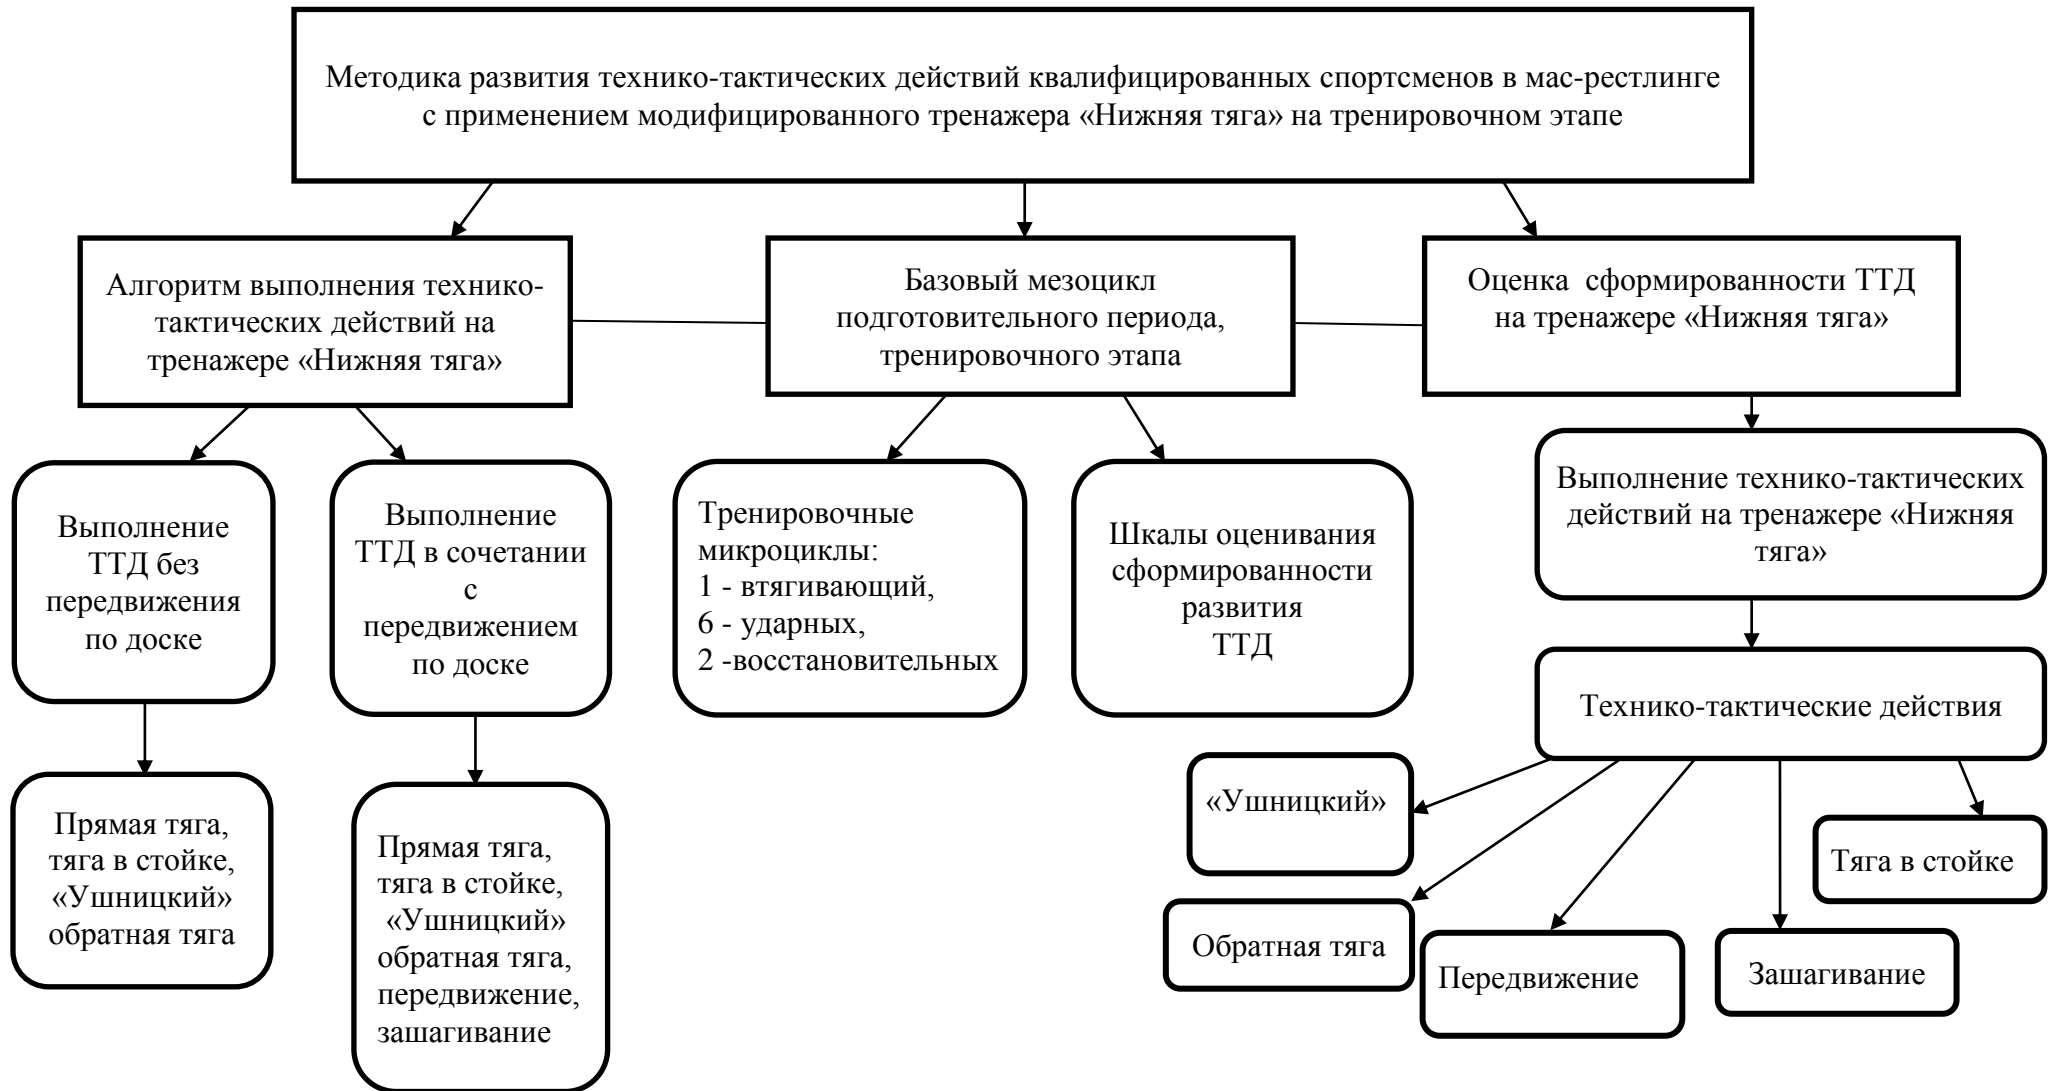 Методика развития технико-тактических действий квалифицированных спортсменов в мас-рестлинге
с применением модифицированного тренажера «Нижняя тяга» на тренировочном этапе
Алгоритм выполнения технико-
тактических действий на
тренажере «Нижняя тяга»
Базовый мезоцикл
подготовительного периода,
тренировочного этапа
Оценка  сформированности ТТД
на тренажере «Нижняя тяга»
Выполнение
ТТД без
передвижения
по доске
Выполнение
ТТД в сочетании
с
передвижением
по доске
Тренировочные
микроциклы:
1 - втягивающий,
6 - ударных,
2 -восстановительных
Шкалы оценивания
сформированности
развития
ТТД
Выполнение технико-тактических
действий на тренажере «Нижняя
тяга»
Технико-тактические действия
Прямая тяга,
тяга в стойке,
«Ушницкий»
обратная тяга
Прямая тяга,
тяга в стойке,
«Ушницкий»
обратная тяга,
передвижение,
зашагивание
«Ушницкий»
Обратная тяга
Передвижение
Зашагивание
Тяга в стойке